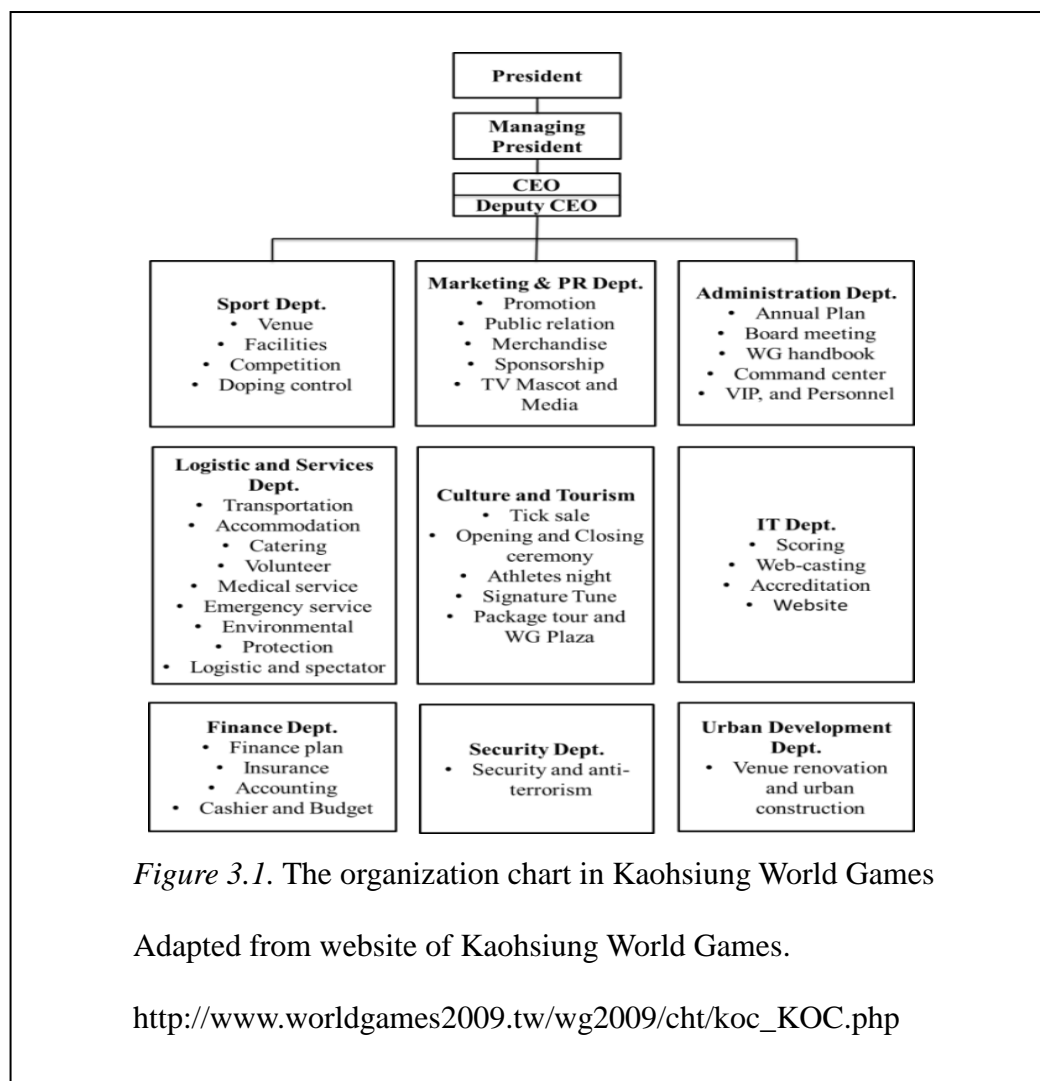 President
Managing
President
CEO
Deputy CEO
Sport Dept.
• Venue
• Facilities
• Competition
• Doping control
Marketing & PR Dept.
• Promotion
• Public relation
• Merchandise
• Sponsorship
• TV Mascot and
Media
Administration Dept.
• Annual Plan
• Board meeting
• WG handbook
• Command center
• VIP, and Personnel
Logistic and Services
Dept.
• Transportation
• Accommodation
• Catering
• Volunteer
• Medical service
• Emergency service
• Environmental
• Protection
• Logistic and spectator
Culture and Tourism
• Tick sale
• Opening and Closing
ceremony
• Athletes night
• Signature Tune
• Package tour and
WG Plaza
IT Dept.
• Scoring
• Web-casting
• Accreditation
• Website
Finance Dept.
• Finance plan
• Insurance
• Accounting
• Cashier and Budget
Security Dept.
• Security and anti-
terrorism
Urban Development
Dept.
• Venue renovation
and urban
construction
Figure 3.1. The organization chart in Kaohsiung World Games
Adapted from website of Kaohsiung World Games.
http://www.worldgames2009.tw/wg2009/cht/koc_KOC.php